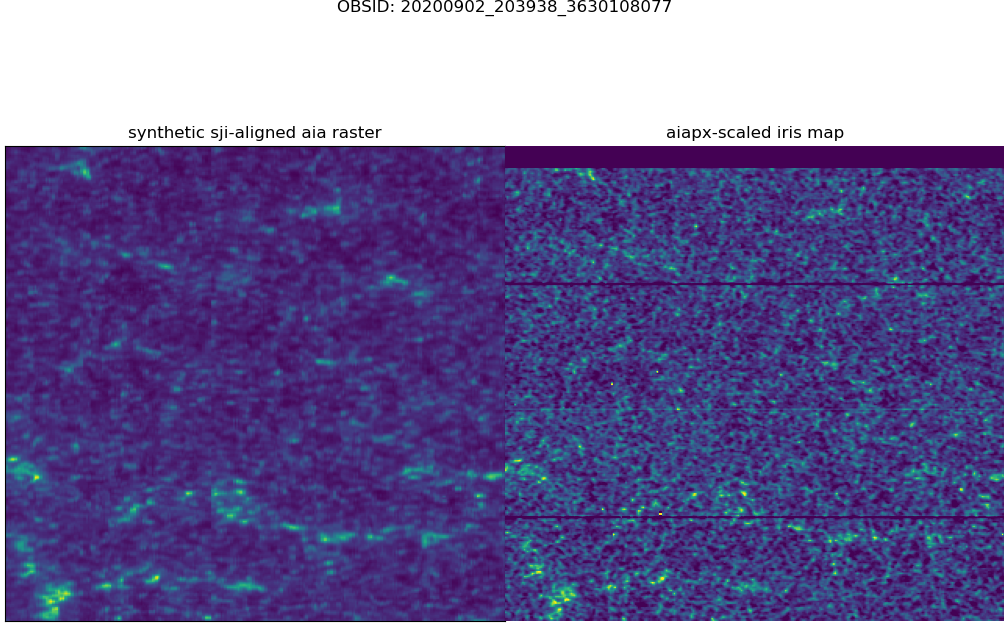 OBSID: 20200902_203938_3630108077
synthetic sji-aligned aia raster
aiapx-scaled iris map